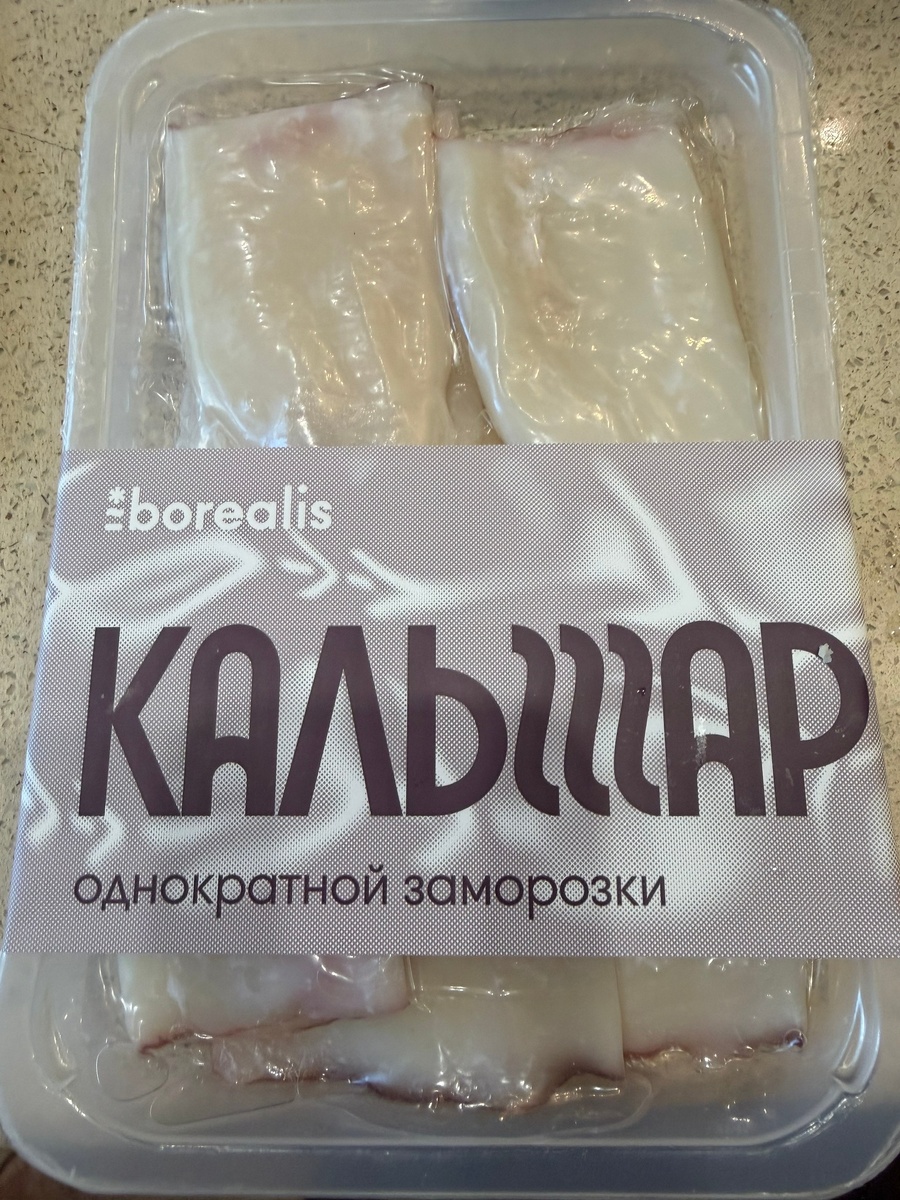 borealis
КАЛЬМАР
однократной заморозки